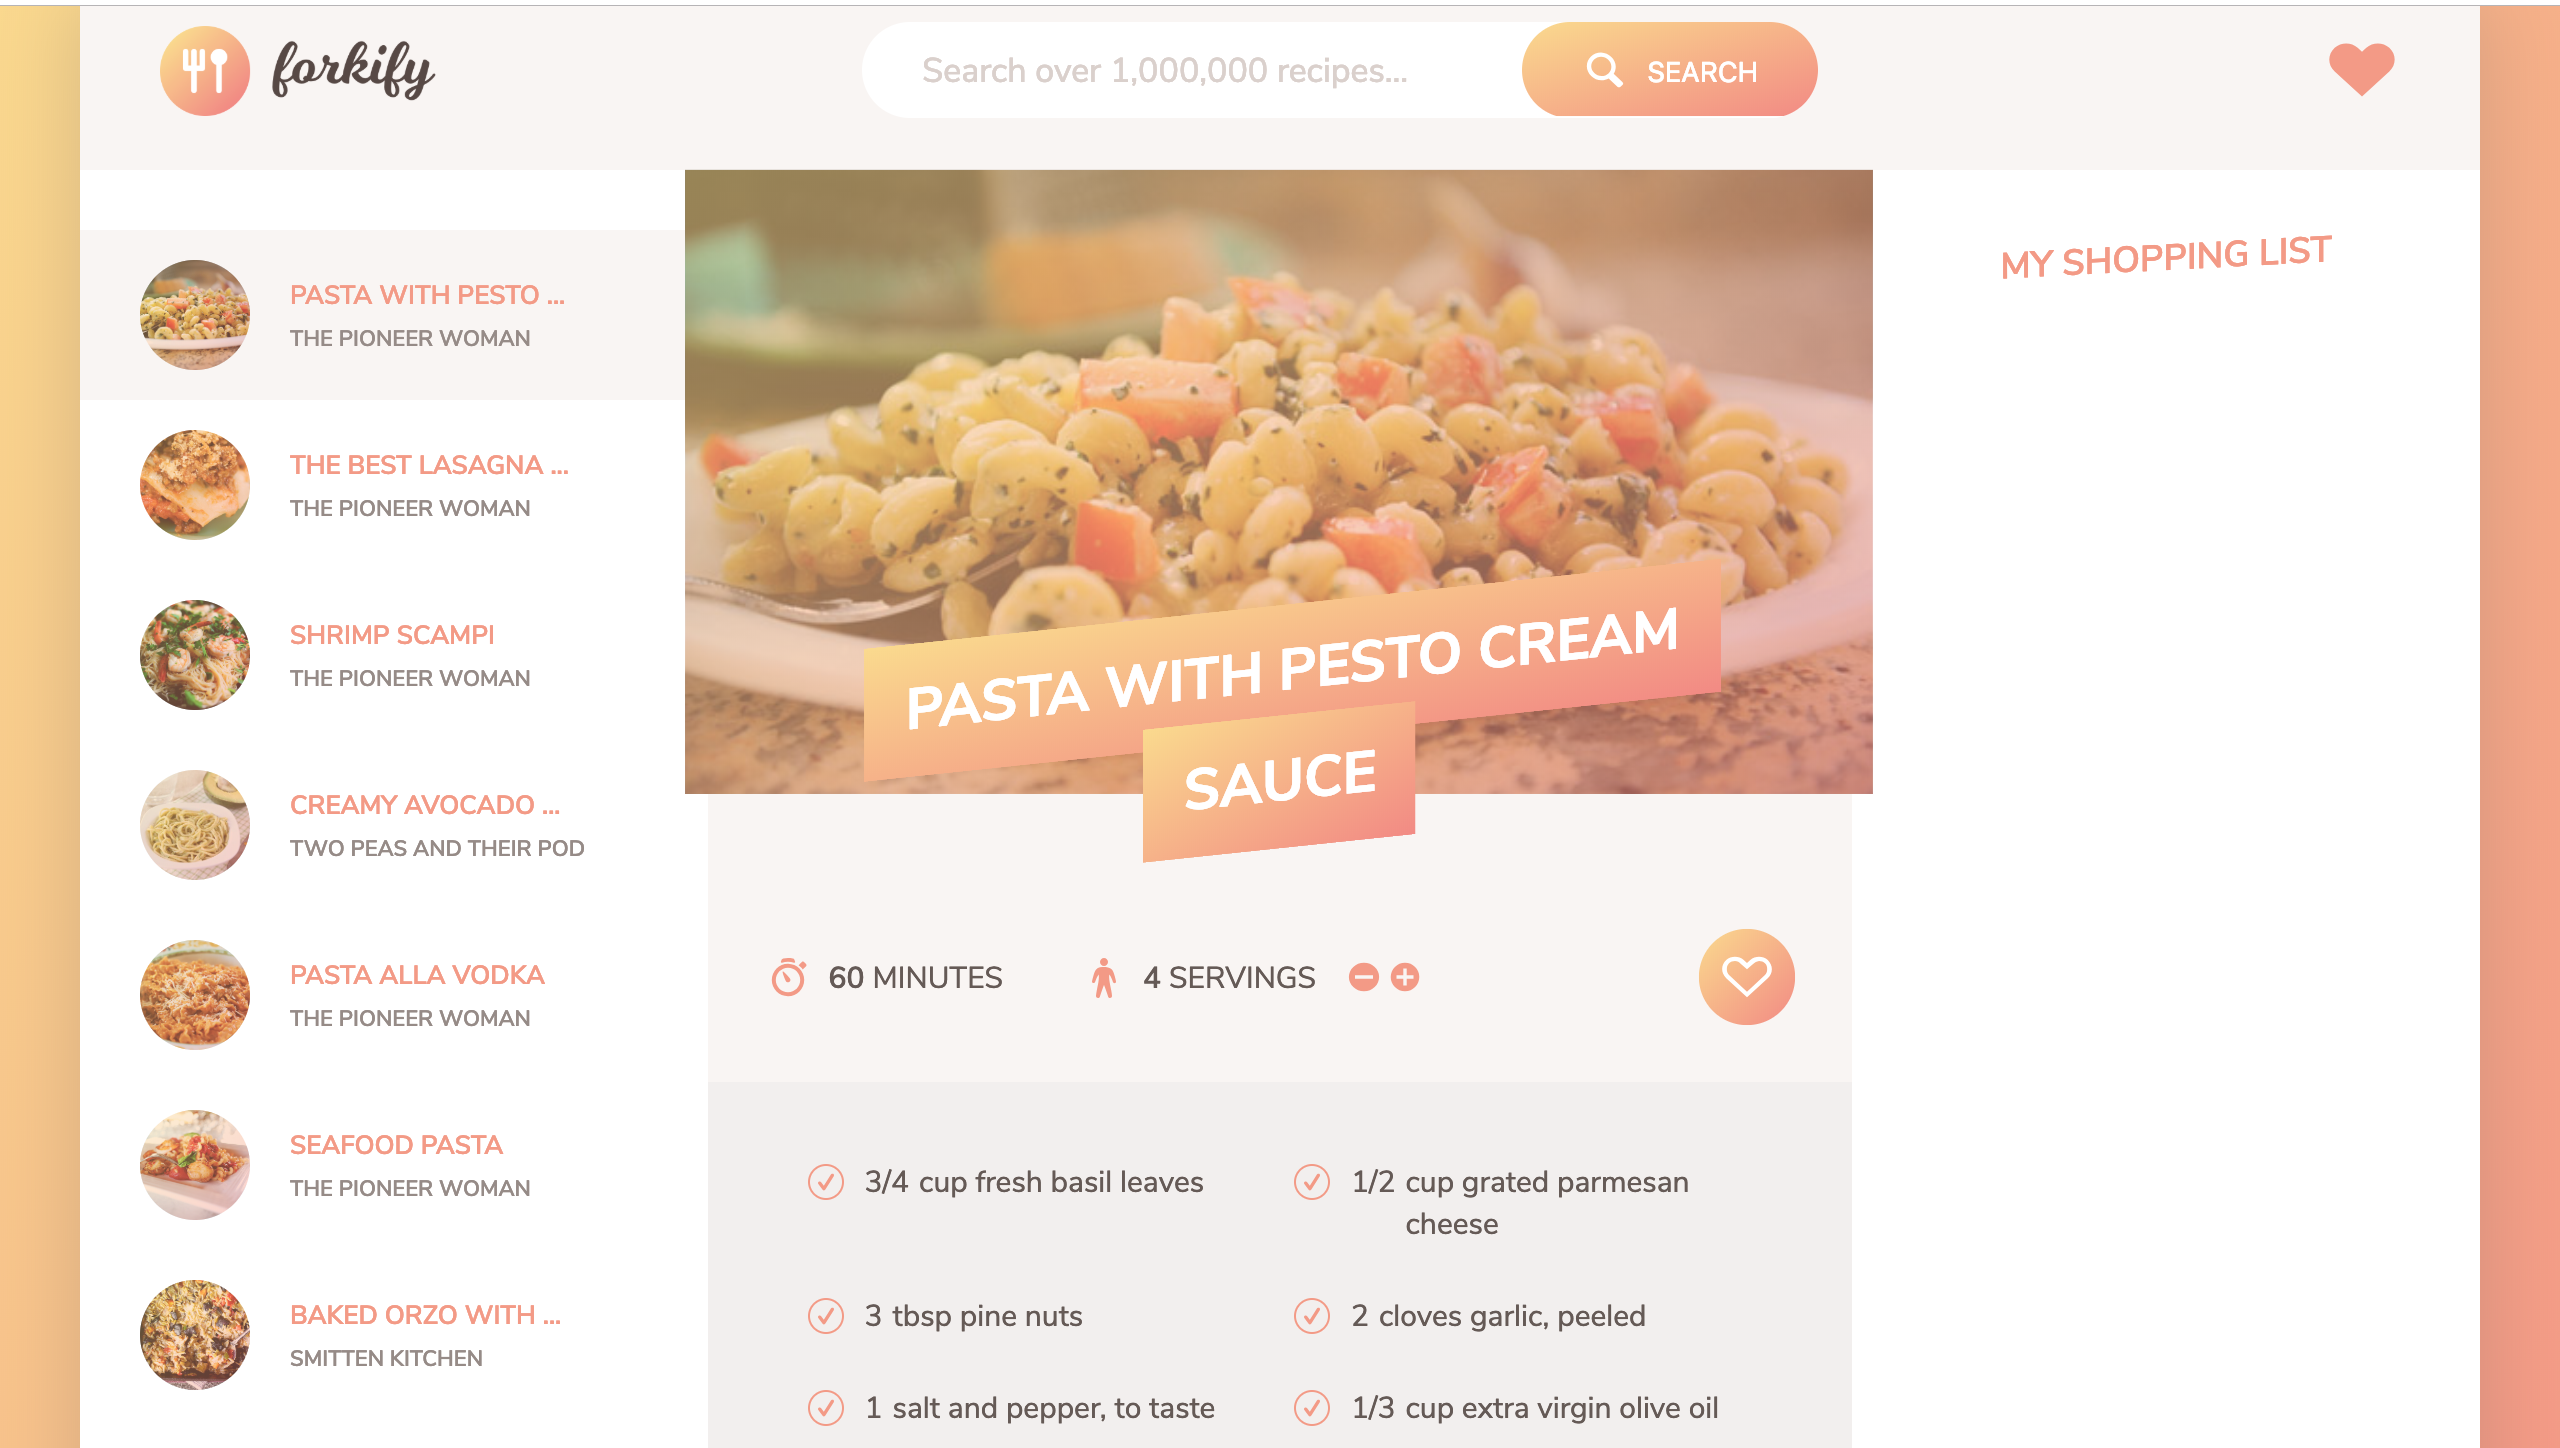 forkify
Search over 1,000,000 recipes...
SEARCH
PASTA WITH PESTO ...
THE PIONEER WOMAN
THE BEST LASAGNA ...
THE PIONEER WOMAN
SHRIMP SCAMPI
THE PIONEER WOMAN
CREAMY AVOCADO ...
TWO PEAS AND THEIR POD
PASTA ALLA VODKA
THE PIONEER WOMAN
SEAFOOD PASTA
THE PIONEER WOMAN
BAKED ORZO WITH ...
SMITTEN KITCHEN
PASTA WITH PESTO CREAM
SAUCE
60 MINUTES
4 SERVINGS
3/4 cup fresh basil leaves
1/2 cup grated parmesan
cheese
3 tbsp pine nuts
2 cloves garlic, peeled
1 salt and pepper, to taste
1/3 cup extra virgin olive oil
MY SHOPPING LIST